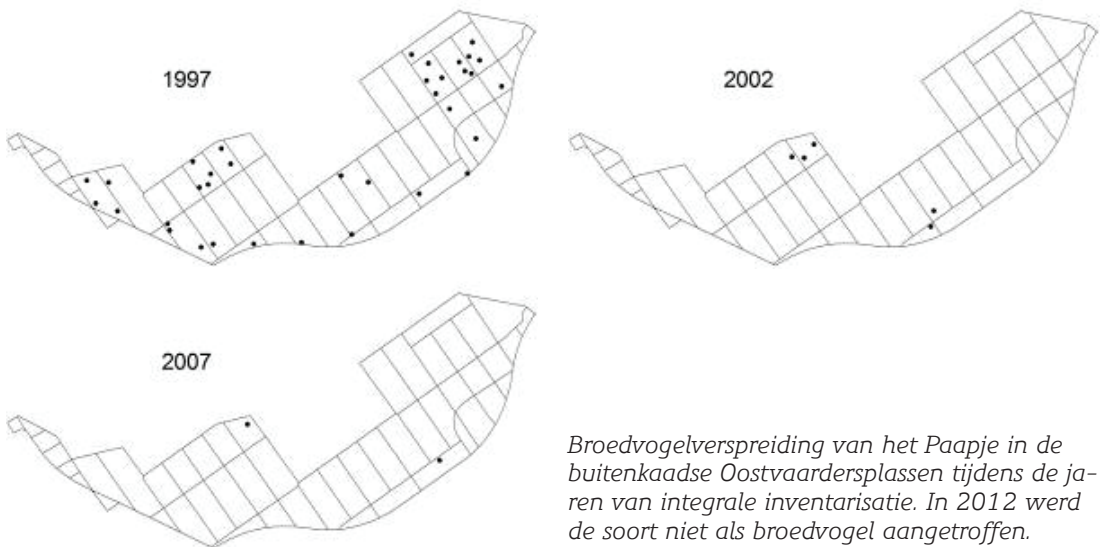 1997
2002
2007
Broedvogelverspreiding van het Paapje in de
buitenkaadse Oostvaardersplassen tijdens de ja-
ren van integrale inventarisatie. In 2012 werd
de soort niet als broedvogel aangetroffen.